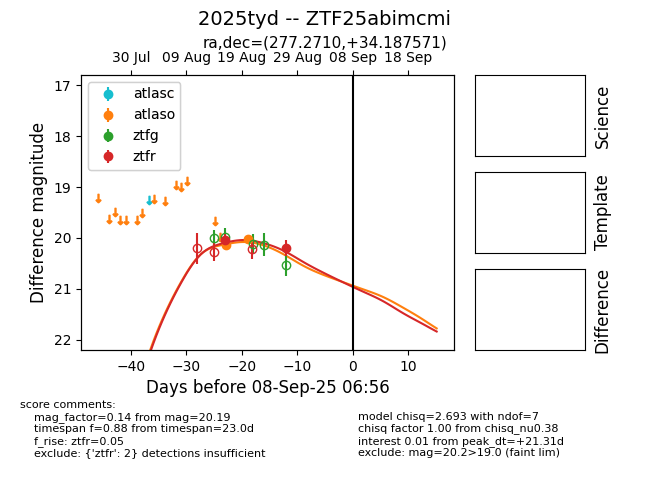 2025tyd -- ZTF25abimcmi
ra,dec=(277.2710,+34.187571)
30 Jul 09 Aug 19 Aug 29 Aug 08 Sep 18 Sep
17
18
19
20
21
22
Difference magnitude
atlasc
atlaso
ztfg
ztfr
−40 −30 −20 −10 0 10
Days before 08-Sep-25 06:56
Science
Template
Difference
score comments:
mag_factor=0.14 from mag=20.19
timespan f=0.88 from timespan=23.0d
f_rise: ztfr=0.05
exclude: {'ztfr': 2} detections insufficient
model chisq=2.693 with ndof=7
chisq factor 1.00 from chisq_nu0.38
interest 0.01 from peak_dt=+21.31d
exclude: mag=20.2>19.0 (faint lim)